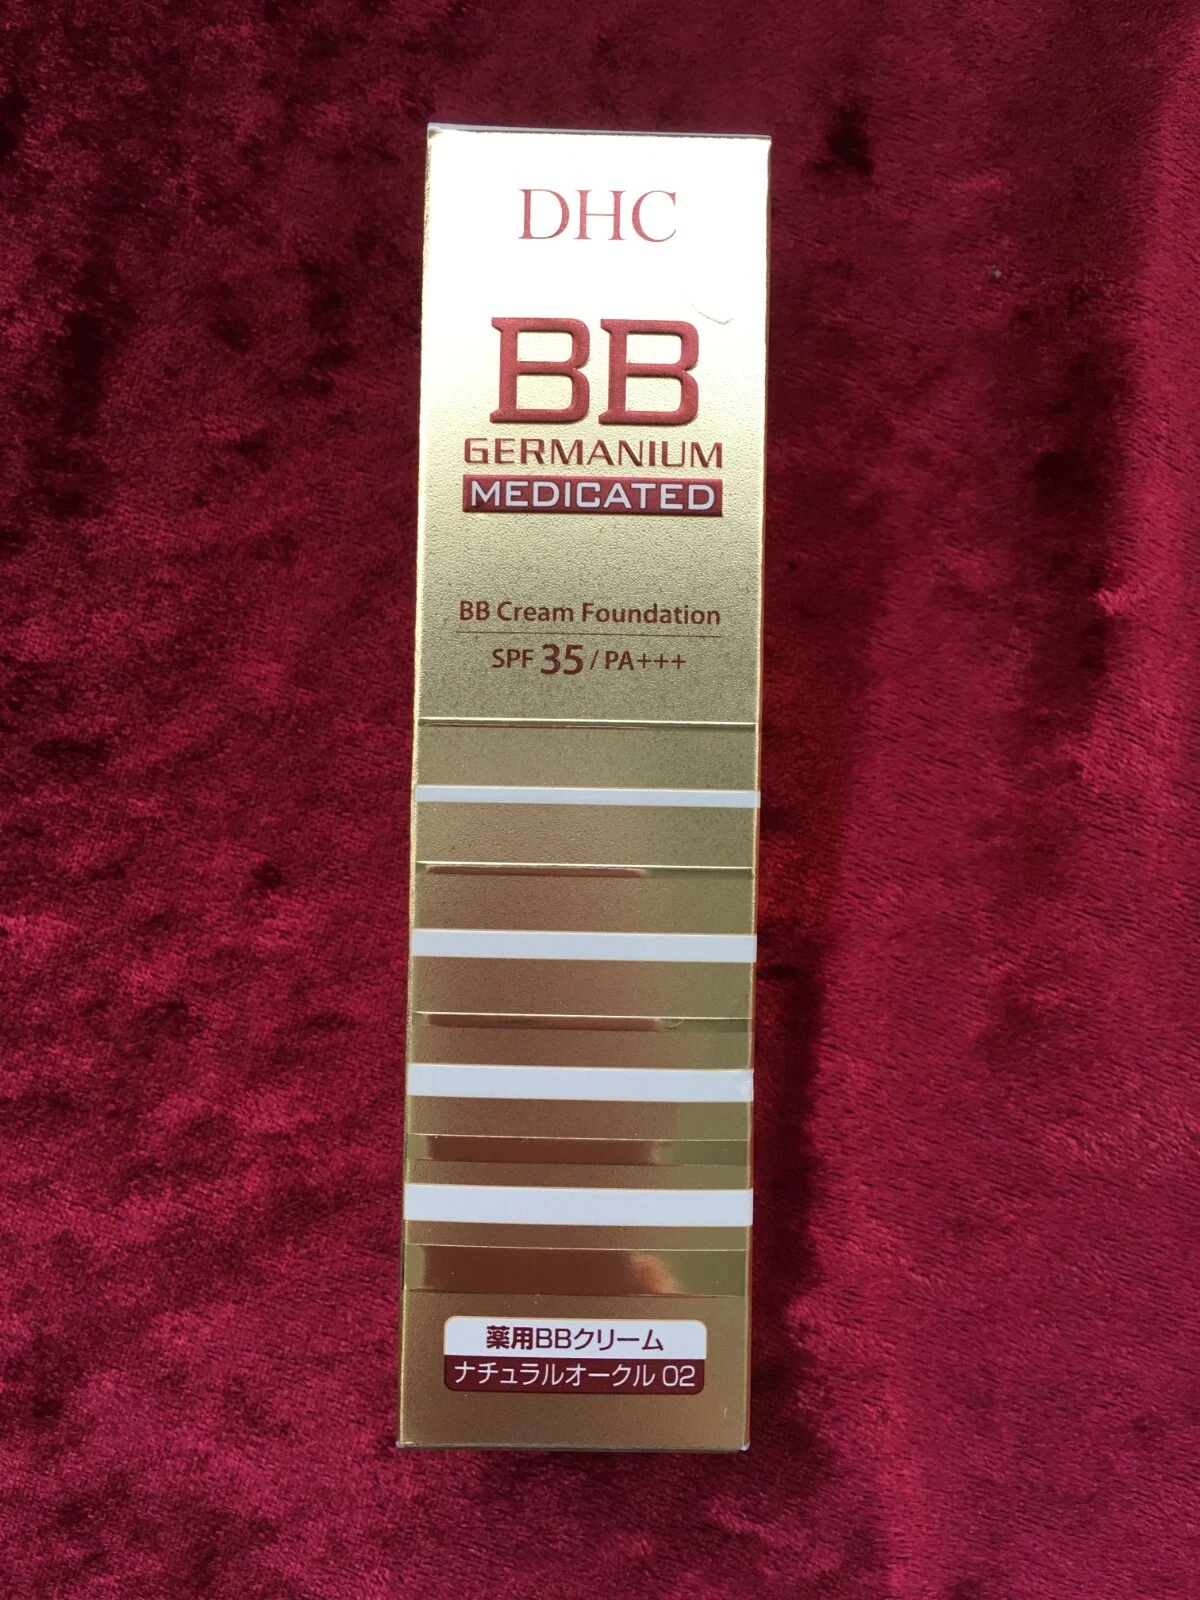 DHC
BB
GERMANIUM
MEDICATED
BB Cream Foundation
SPF 35 / PA+++
薬用BBクリーム
ナチュラルオークル 02